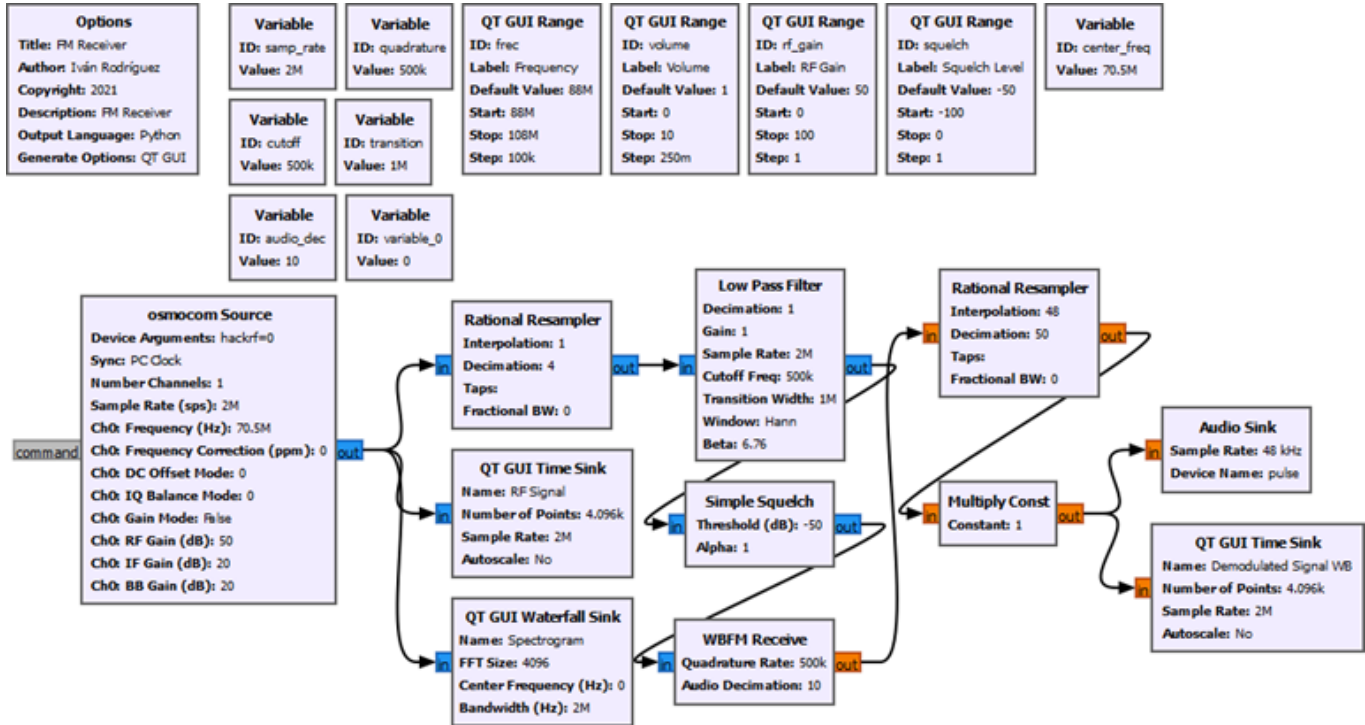 Options
Title: FM Receiver
Author: Iván Rodríguez
Copyright: 2021
Description: FM Receiver
Output Language: Python
Generate Options: QT GUI
Variable
ID: samp_rate
Value: 2M
Variable
ID: quadrature
Value: 500k
QT GUI Range
ID: frec
Label: Frequency
Default Value: 88M
Start: 88M
Stop: 108M
Step: 100k
QT GUI Range
ID: volume
Label: Volume
Default Value: 1
Start: 0
Stop: 10
Step: 250m
QT GUI Range
ID: rf_gain
Label: RF Gain
Default Value: 50
Start: 0
Stop: 100
Step: 1
QT GUI Range
ID: squelch
Label: Squelch Level
Default Value: -50
Start: -100
Stop: 0
Step: 1
Variable
ID: center_freq
Value: 70.5M
Variable
ID: cutoff
Value: 500k
Variable
ID: transition
Value: 1M
Variable
ID: audio_dec
Value: 10
Variable
ID: variable_0
Value: 0
osmocom Source
Device Arguments: hackrf=0
Sync: PC Clock
Number Channels: 1
Sample Rate (sps): 2M
Ch0: Frequency (Hz): 70.5M
Ch0: Frequency Correction (ppm): 0
Ch0: DC Offset Mode: 0
Ch0: IQ Balance Mode: 0
Ch0: Gain Mode: False
Ch0: RF Gain (dB): 50
Ch0: IF Gain (dB): 20
Ch0: BB Gain (dB): 20
command
out
Rational Resampler
Interpolation: 1
Decimation: 4
Taps:
Fractional BW: 0
in
out
QT GUI Time Sink
Name: RF Signal
Number of Points: 4.096k
Sample Rate: 2M
Autoscale: No
in
QT GUI Waterfall Sink
Name: Spectrogram
FFT Size: 4096
Center Frequency (Hz): 0
Bandwidth (Hz): 2M
in
Low Pass Filter
Decimation: 1
Gain: 1
Sample Rate: 2M
Cutoff Freq: 500k
Transition Width: 1M
Window: Hann
Beta: 6.76
in
out
Simple Squelch
Threshold (dB): -50
Alpha: 1
in
out
WBFM Receive
Quadrature Rate: 500k
Audio Decimation: 10
in
out
Rational Resampler
Interpolation: 48
Decimation: 50
Taps:
Fractional BW: 0
in
out
Multiply Const
Constant: 1
in
out
Audio Sink
Sample Rate: 48 kHz
Device Name: pulse
in
QT GUI Time Sink
Name: Demodulated Signal WB
Number of Points: 4.096k
Sample Rate: 2M
Autoscale: No
in